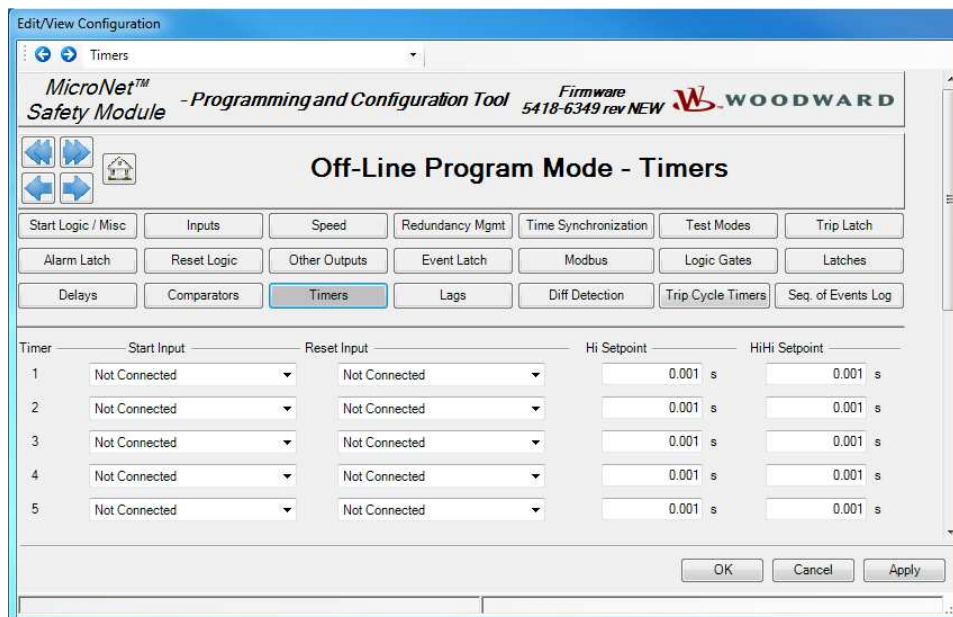 Edit/View Configuration
Timers
MicroNet™ Safety Module - Programming and Configuration Tool Firmware 5418-6349 rev NEW WOODWARD
Off-Line Program Mode - Timers
Start Logic / Misc Inputs Speed Redundancy Mgmt Time Synchronization Test Modes Trip Latch
Alarm Latch Reset Logic Other Outputs Event Latch Modbus Logic Gates Latches
Delays Comparators Timers Lags Diff Detection Trip Cycle Timers Seq. of Events Log
Timer Start Input Reset Input Hi Setpoint HiHi Setpoint
1 Not Connected Not Connected 0.001 s 0.001 s
2 Not Connected Not Connected 0.001 s 0.001 s
3 Not Connected Not Connected 0.001 s 0.001 s
4 Not Connected Not Connected 0.001 s 0.001 s
5 Not Connected Not Connected 0.001 s 0.001 s
OK Cancel Apply